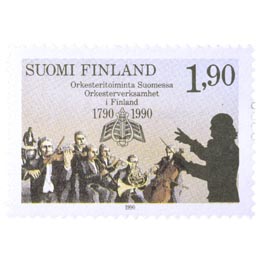 SUOMI FINLAND 1,90
Orkesteritoiminta Suomessa
Orkesterverksamhet
i Finland
1790 1990
1990